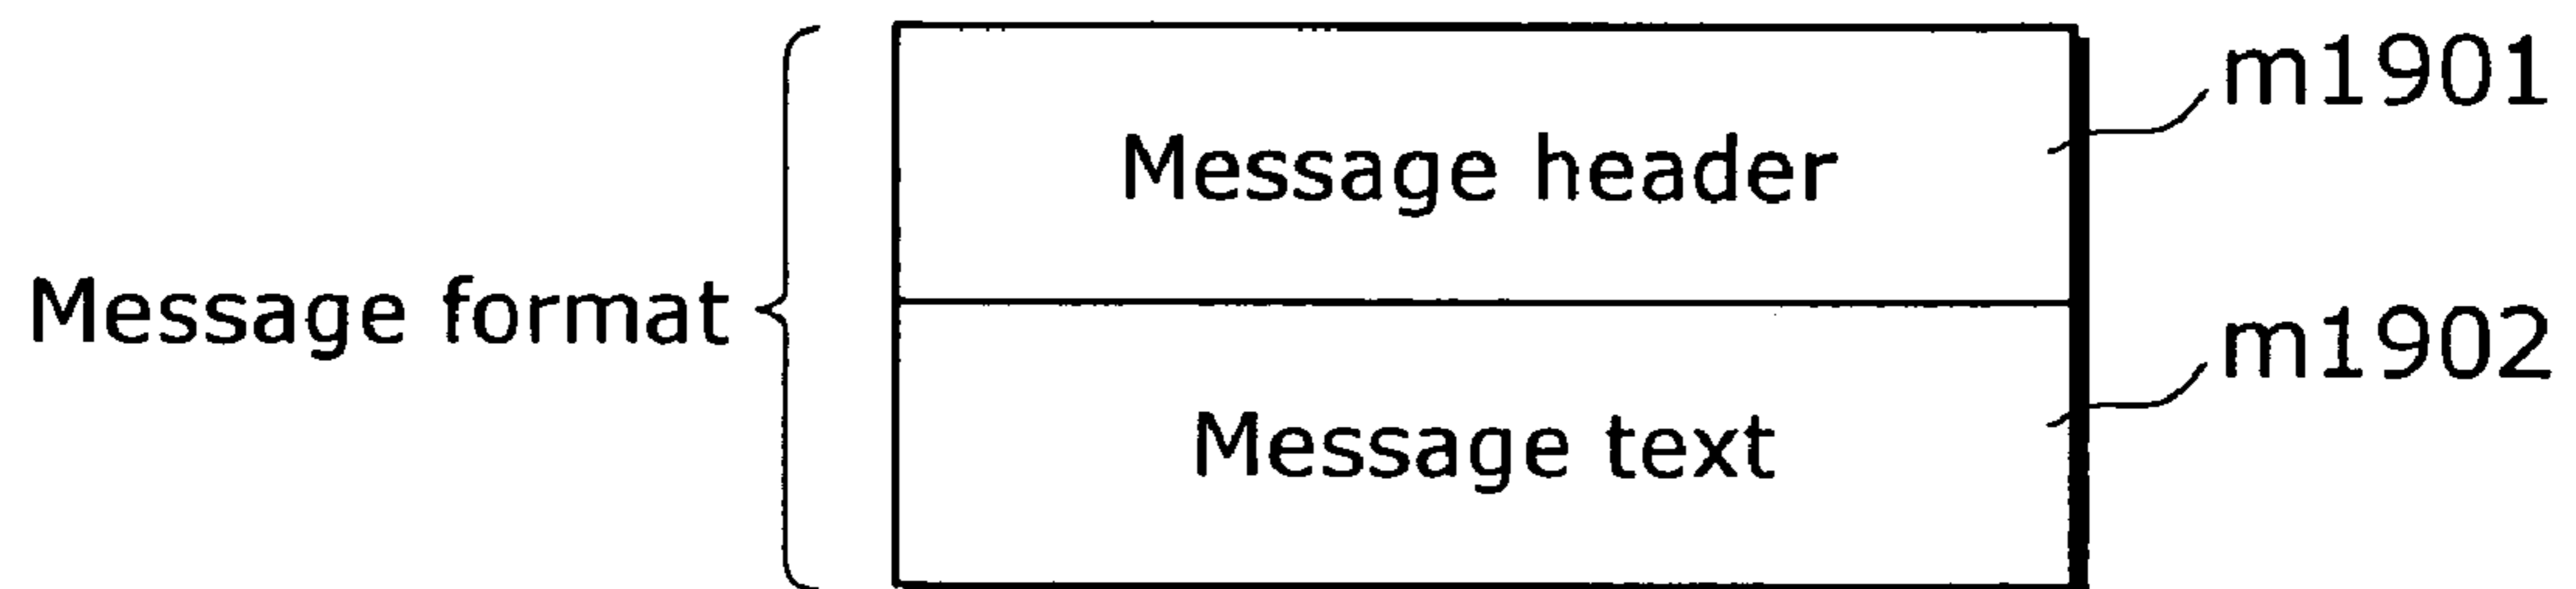 m1901
Message header
Message format
m1902
Message text